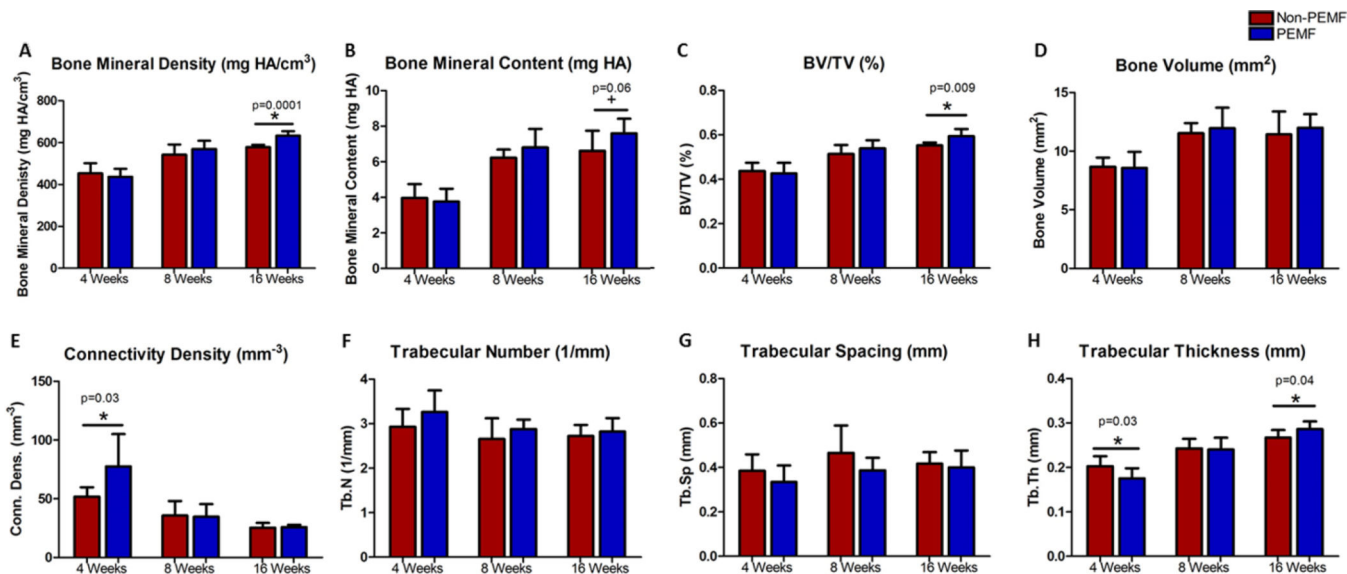 Non-PEMF
PEMF
A
Bone Mineral Density (mg HA/cm³)
Bone Mineral Denisty (mg HA/cm³)
800
600
400
200
0
p=0.0001
*
4 Weeks
8 Weeks
16 Weeks
B
Bone Mineral Content (mg HA)
Bone Mineral Content (mg HA)
10
8
6
4
2
0
p=0.06
+
4 Weeks
8 Weeks
16 Weeks
C
BV/TV (%)
BV/TV (%)
0.8
0.6
0.4
0.2
0.0
p=0.009
*
4 Weeks
8 Weeks
16 Weeks
D
Bone Volume (mm²)
Bone Volume (mm²)
15
10
5
0
4 Weeks
8 Weeks
16 Weeks
E
Connectivity Density (mm⁻³)
Conn. Dens. (mm⁻³)
150
100
50
0
p=0.03
*
4 Weeks
8 Weeks
16 Weeks
F
Trabecular Number (1/mm)
Tb.N (1/mm)
4
3
2
1
0
4 Weeks
8 Weeks
16 Weeks
G
Trabecular Spacing (mm)
Tb.Sp (mm)
0.8
0.6
0.4
0.2
0.0
4 Weeks
8 Weeks
16 Weeks
H
Trabecular Thickness (mm)
Tb.Th (mm)
0.4
0.3
0.2
0.1
0.0
p=0.03
*
p=0.04
*
4 Weeks
8 Weeks
16 Weeks